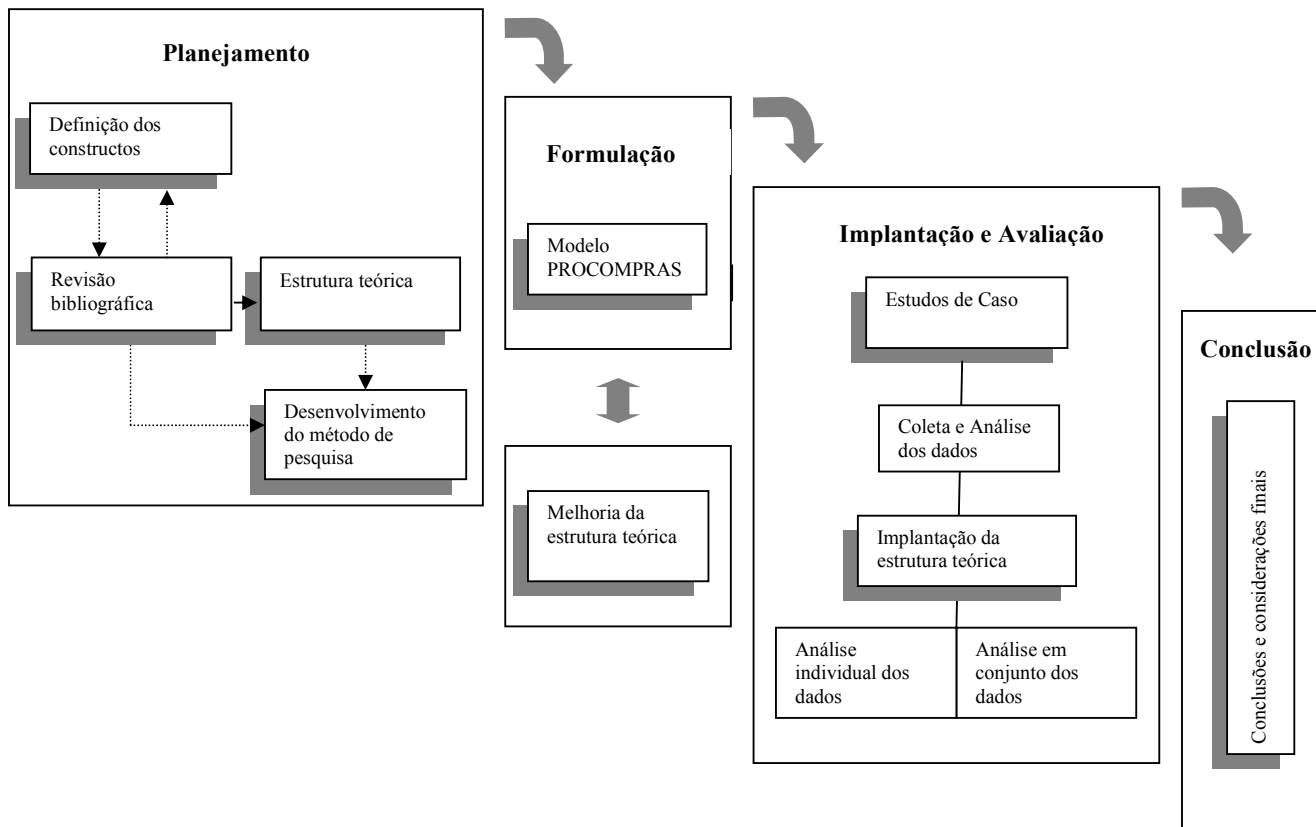 Planejamento
Definição dos
constructos
Revisão
bibliográfica
Estrutura teórica
Desenvolvimento
do método de
pesquisa
Formulação
Modelo
PROCOMPRAS
Melhoria da
estrutura teórica
Implantação e Avaliação
Estudos de Caso
Coleta e Análise
dos dados
Implantação da
estrutura teórica
Análise
individual dos
dados
Análise em
conjunto dos
dados
Conclusão
Conclusões e considerações finais